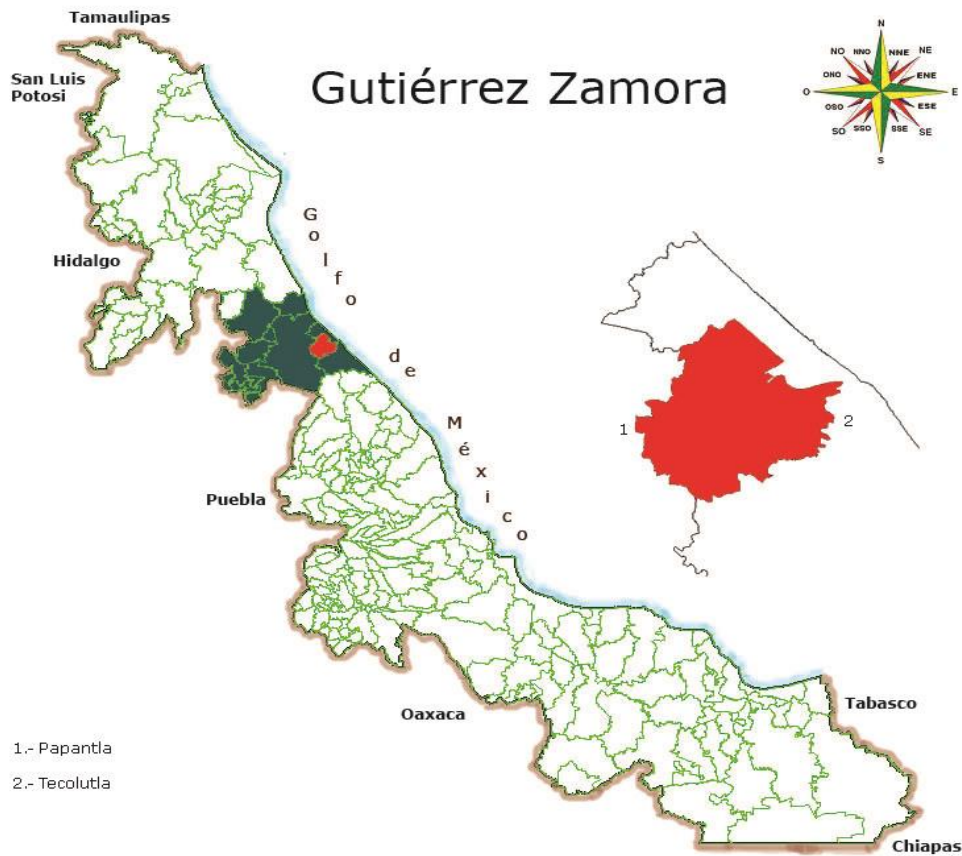 Tamaulipas
San Luis
Potosi
Gutiérrez Zamora
N
NNO
NNE
NO
NE
ONO
ENE
O
E
OSO
ESE
SO
SSO
SSE
SE
S
Hidalgo
Golfo de México
1
2
Puebla
Oaxaca
Tabasco
Chiapas
1.- Papantla
2.- Tecolutla